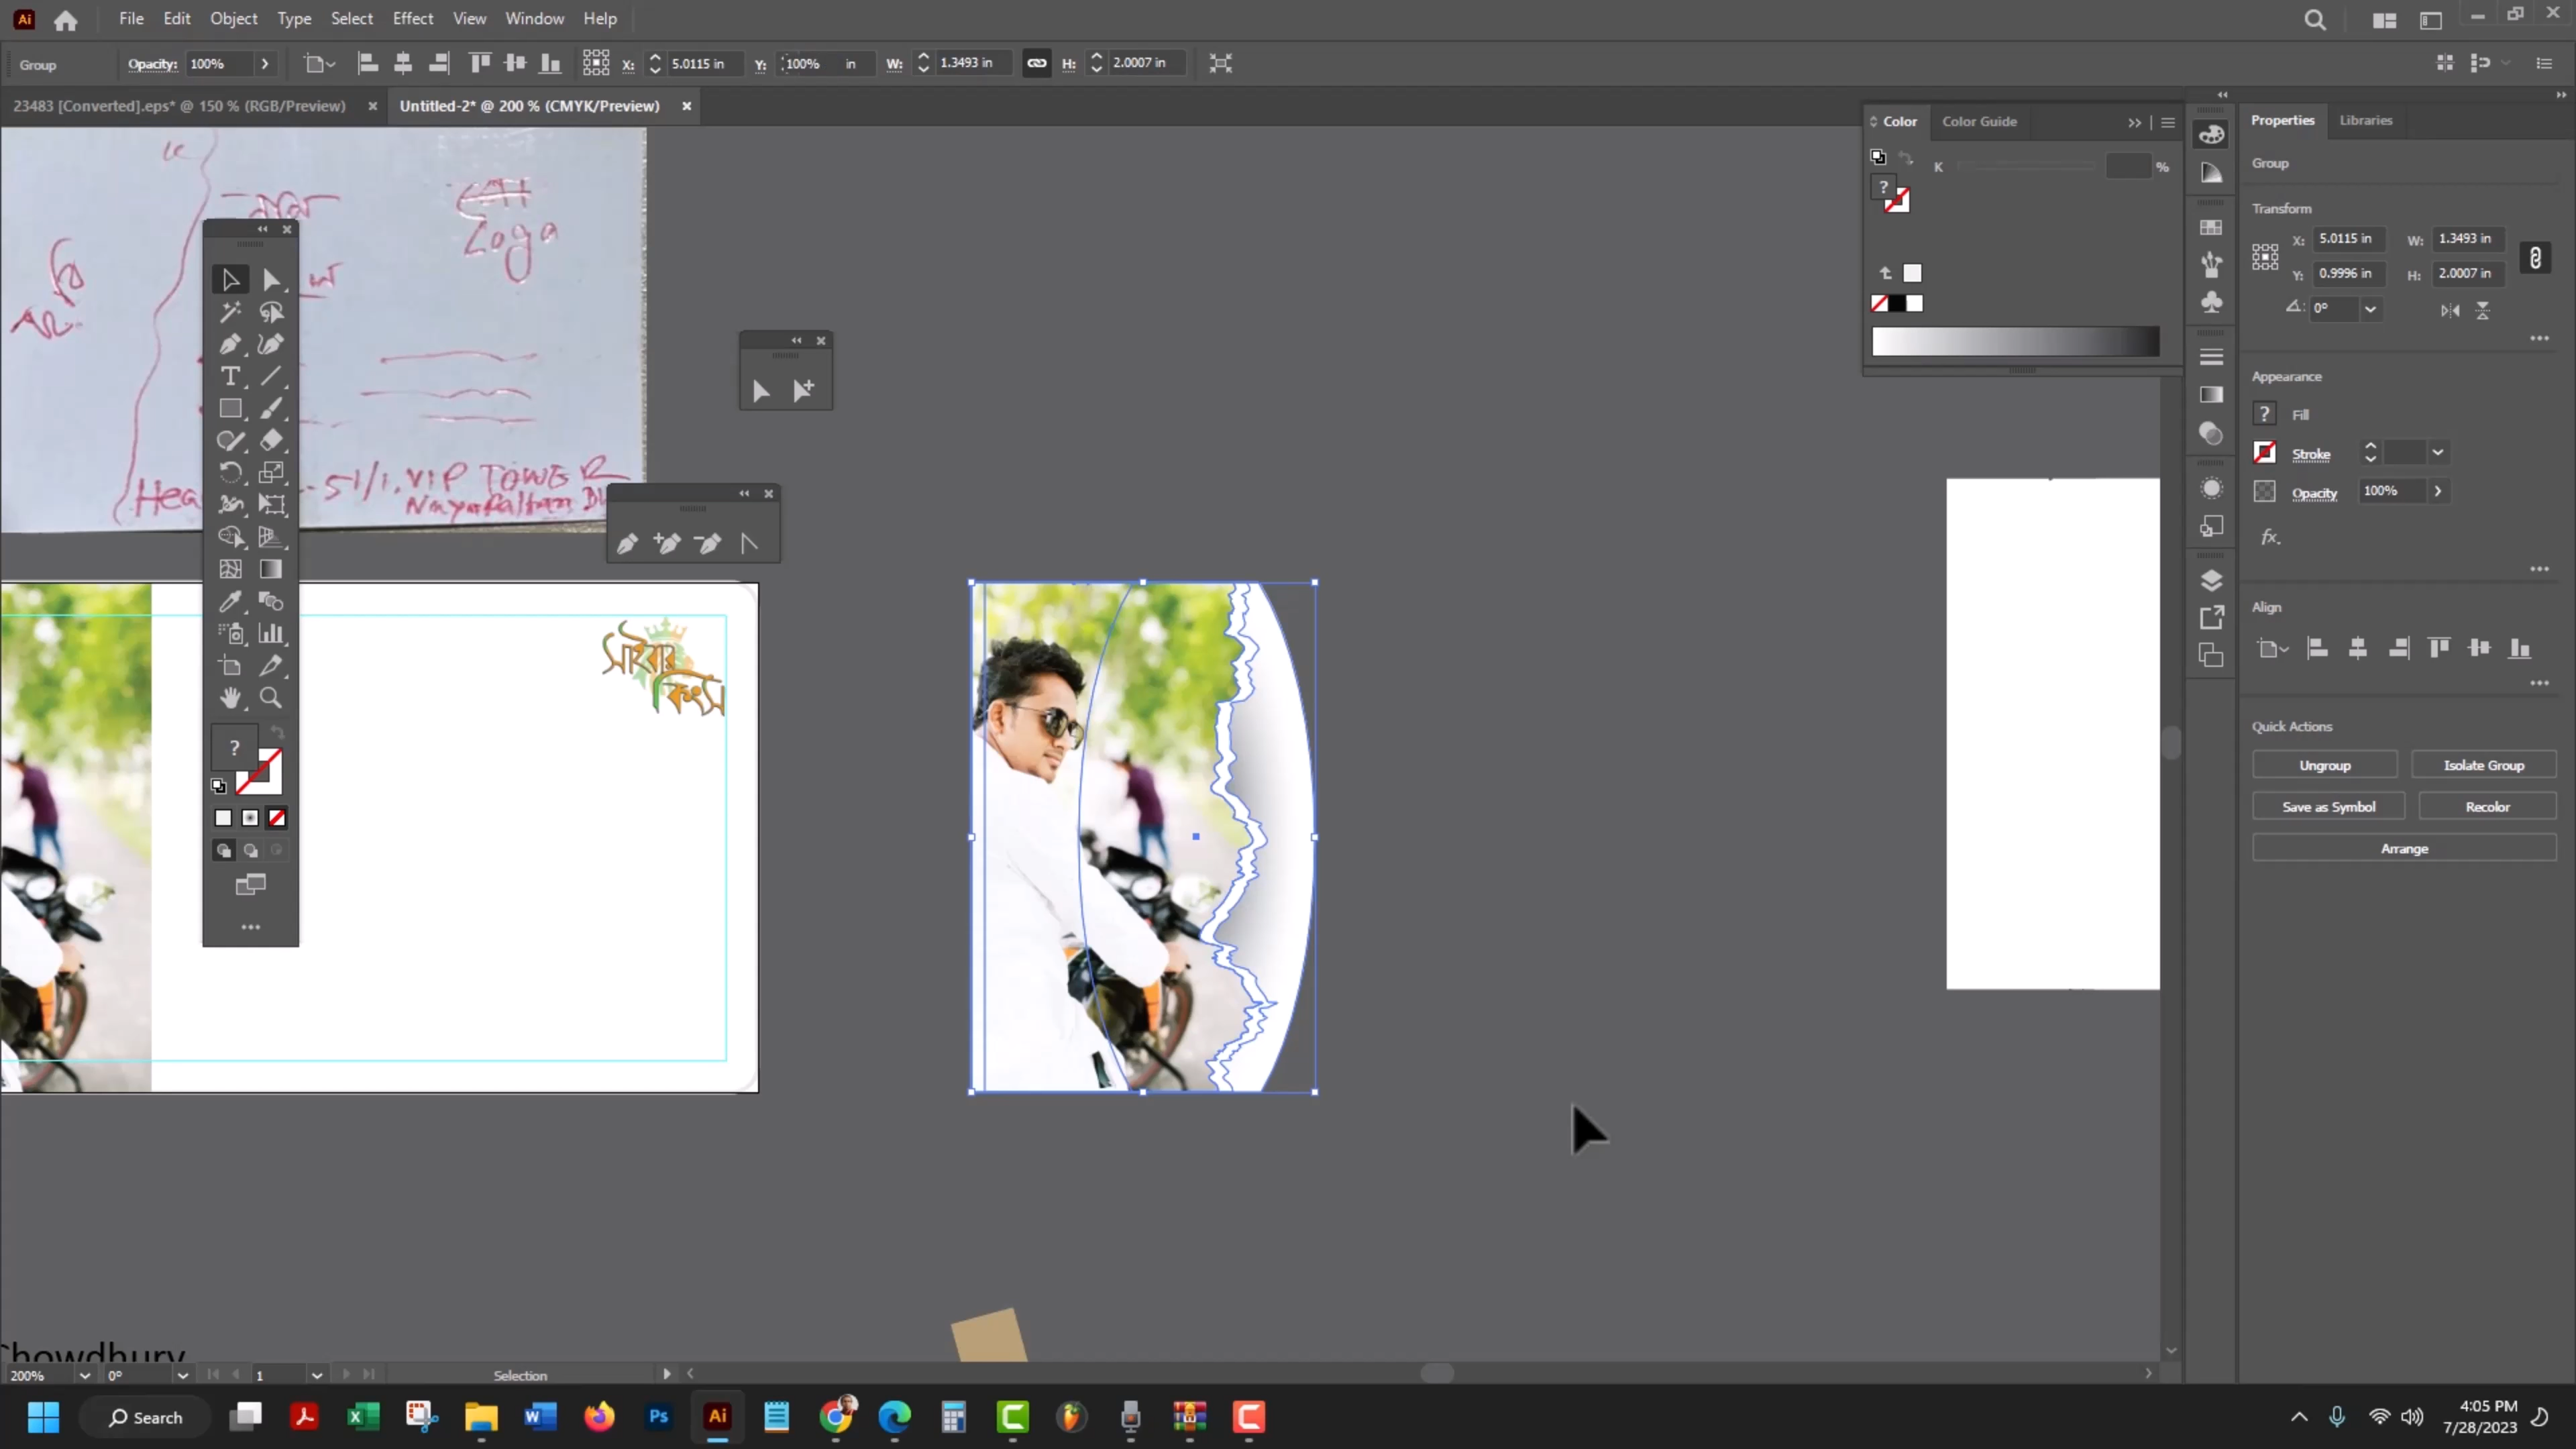 File Edit Object Type Select Effect View Window Help
Group Opacity: 100% X: 5.0115 in Y: 100% in W: 1.3493 in H: 2.0007 in
23483 [Converted].eps* @ 150 % (RGB/Preview) × Untitled-2* @ 200 % (CMYK/Preview) ×
Color Color Guide
K %
Properties Libraries
Group
Transform
X: 5.0115 in W: 1.3493 in
Y: 0.9996 in H: 2.0007 in
0°
Appearance
Fill
Stroke
Opacity 100%
fx.
Align
Quick Actions
Ungroup Isolate Group
Save as Symbol Recolor
Arrange
Loga
51/1, VIP TOWER
সাইবার
কিংস
Chowdhury
200% 0° 1 Selection
Search
4:05 PM
7/28/2023